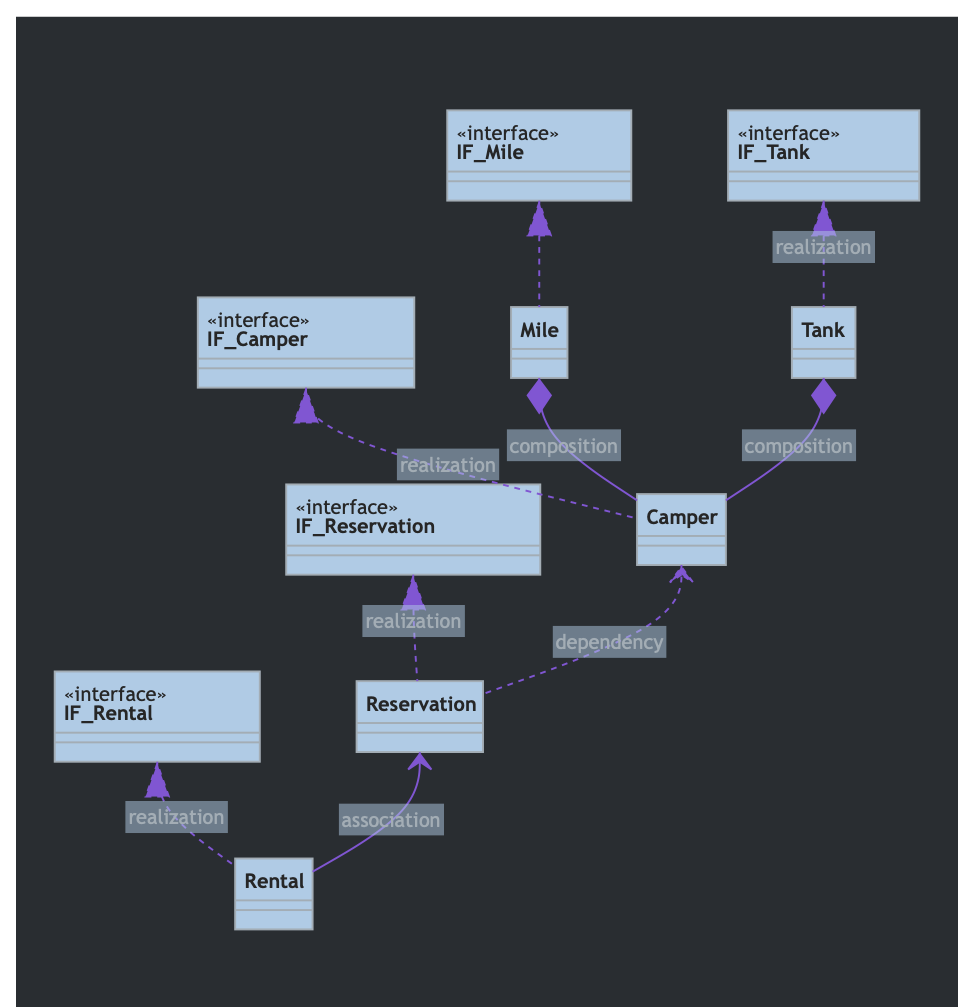 «interface»
IF_Mile
«interface»
IF_Tank
realization
«interface»
IF_Camper
Mile
Tank
composition
composition
realization
«interface»
IF_Reservation
Camper
realization
dependency
«interface»
IF_Rental
Reservation
realization
association
Rental